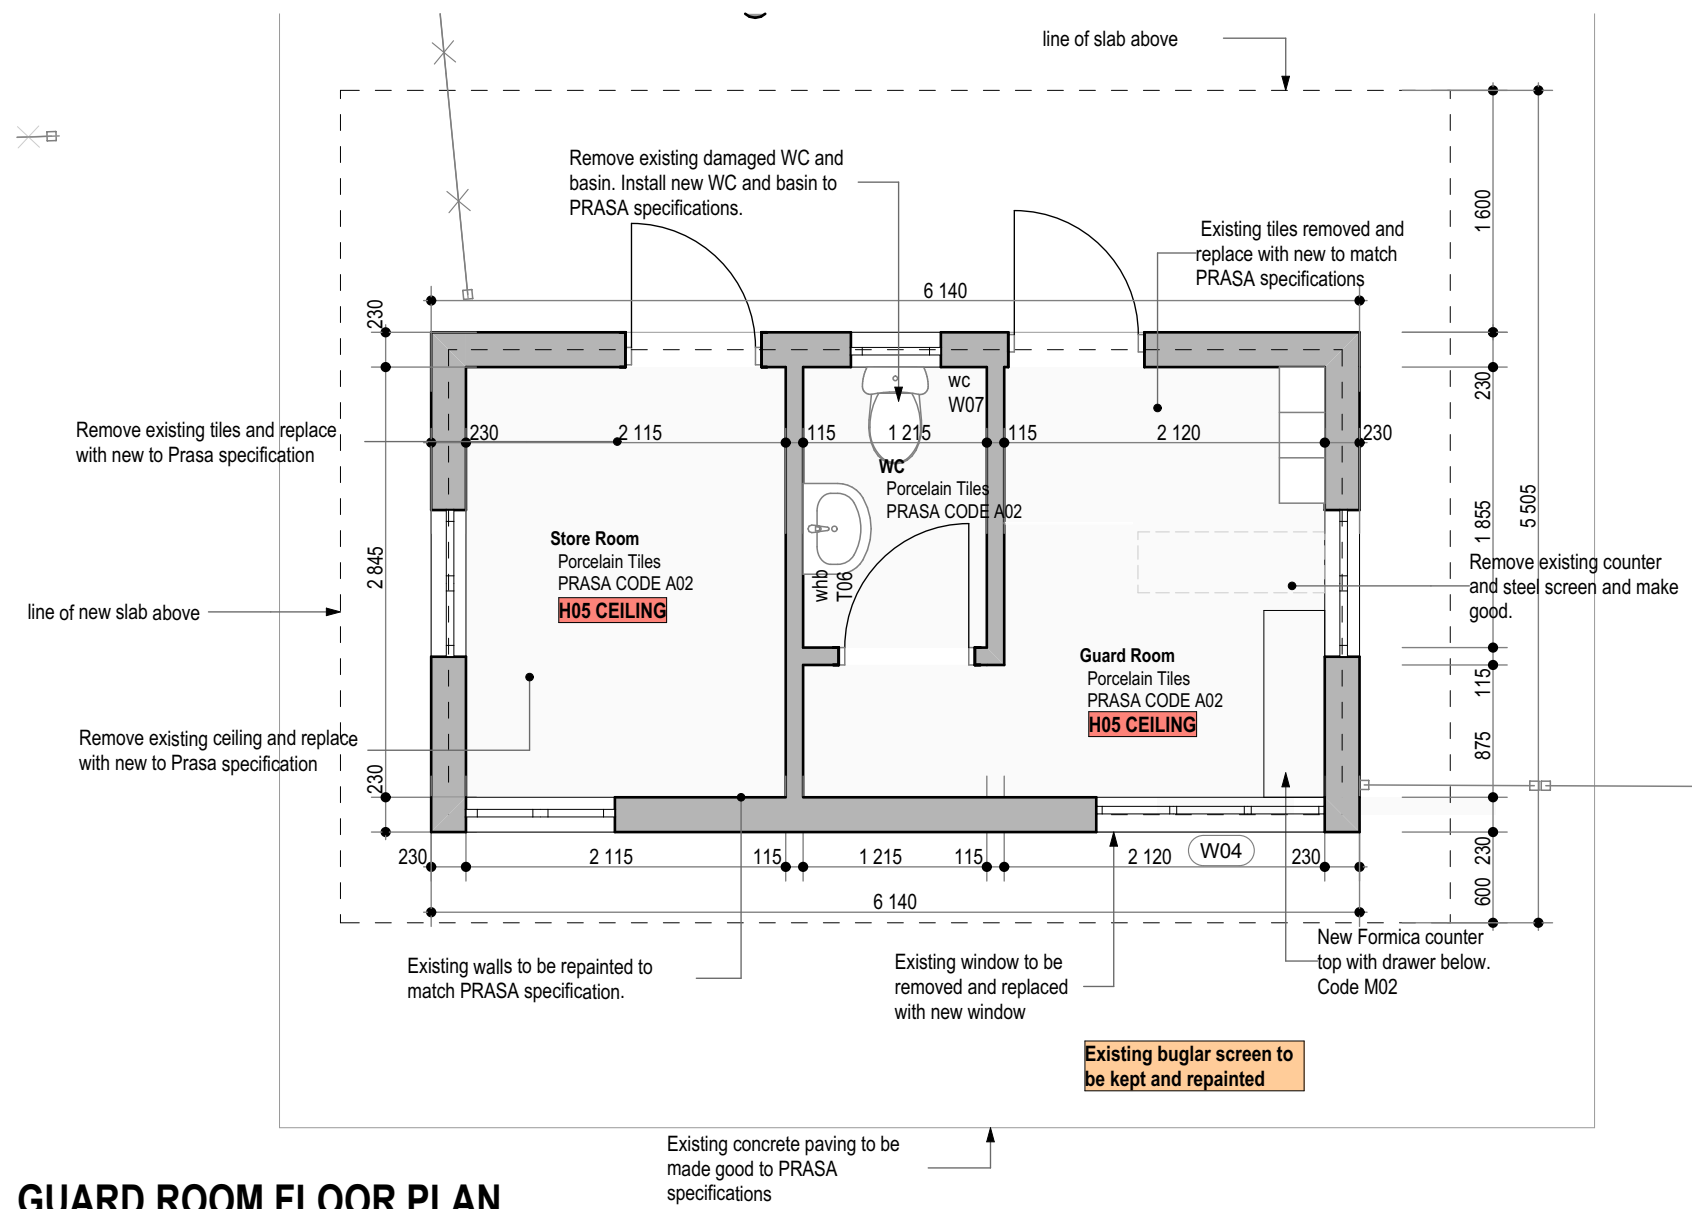 line of slab above
Remove existing damaged WC and
basin. Install new WC and basin to
PRASA specifications.
Existing tiles removed and
replace with new to match
PRASA specifications
1 600
6 140
230
230
wc
W07
Remove existing tiles and replace
with new to Prasa specification
230
2 115
115
1 215
115
2 120
230
WC
Porcelain Tiles
PRASA CODE A02
1 855
5 505
Store Room
Porcelain Tiles
PRASA CODE A02
H05 CEILING
2 845
whb
T06
Remove existing counter
and steel screen and make
good.
line of new slab above
Guard Room
Porcelain Tiles
PRASA CODE A02
H05 CEILING
115
Remove existing ceiling and replace
with new to Prasa specification
875
230
230
2 115
115
1 215
115
2 120
W04
230
230
6 140
600
New Formica counter
top with drawer below.
Code M02
Existing walls to be repainted to
match PRASA specification.
Existing window to be
removed and replaced
with new window
Existing buglar screen to
be kept and repainted
Existing concrete paving to be
made good to PRASA
specifications
GUARD ROOM FLOOR PLAN